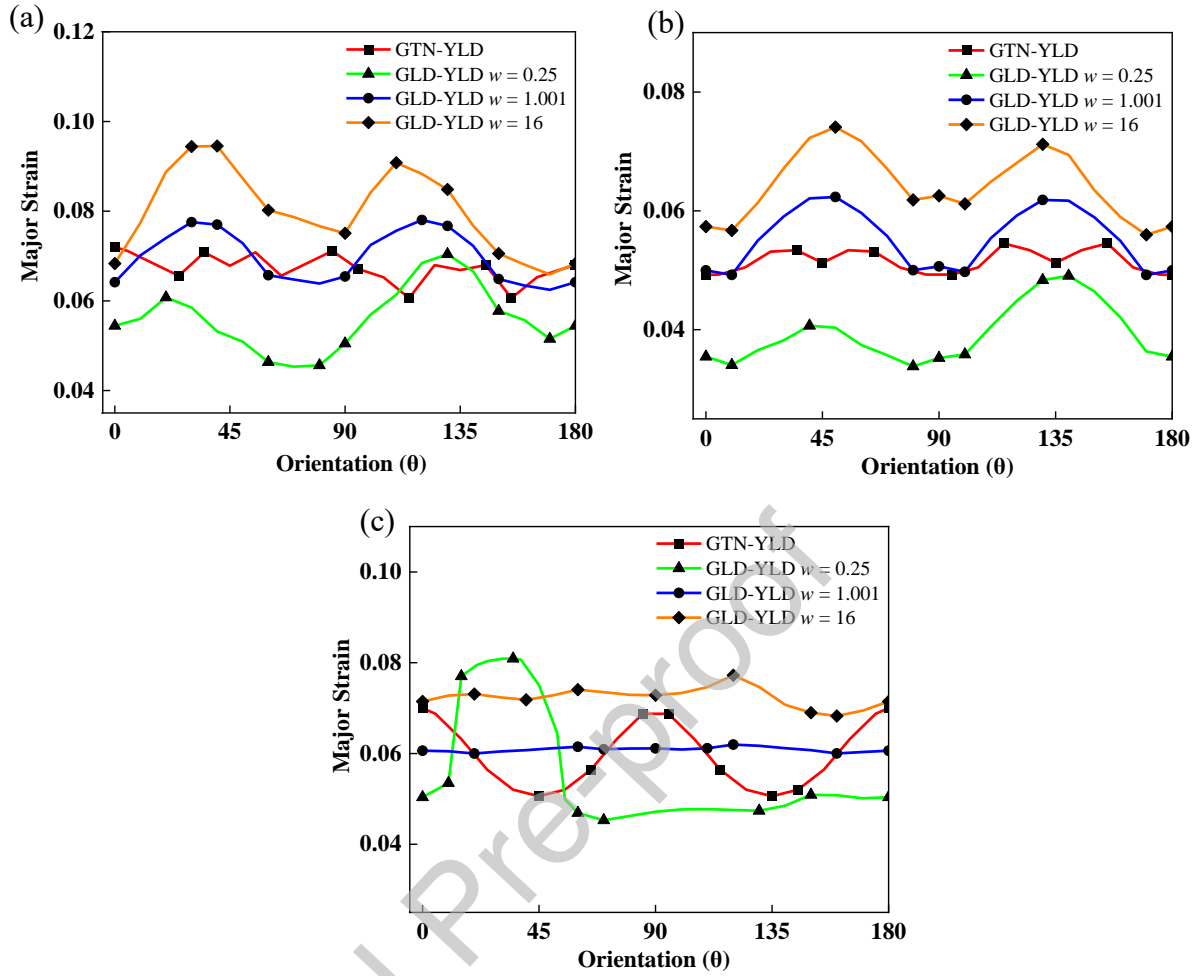 (a)
0.12
0.10
0.08
0.06
0.04
Major Strain
GTN-YLD
GLD-YLD w = 0.25
GLD-YLD w = 1.001
GLD-YLD w = 16
0 45 90 135 180
Orientation (θ)
(b)
0.08
0.06
0.04
Major Strain
GTN-YLD
GLD-YLD w = 0.25
GLD-YLD w = 1.001
GLD-YLD w = 16
0 45 90 135 180
Orientation (θ)
(c)
0.10
0.08
0.06
0.04
Major Strain
GTN-YLD
GLD-YLD w = 0.25
GLD-YLD w = 1.001
GLD-YLD w = 16
0 45 90 135 180
Orientation (θ)
Pre-proof